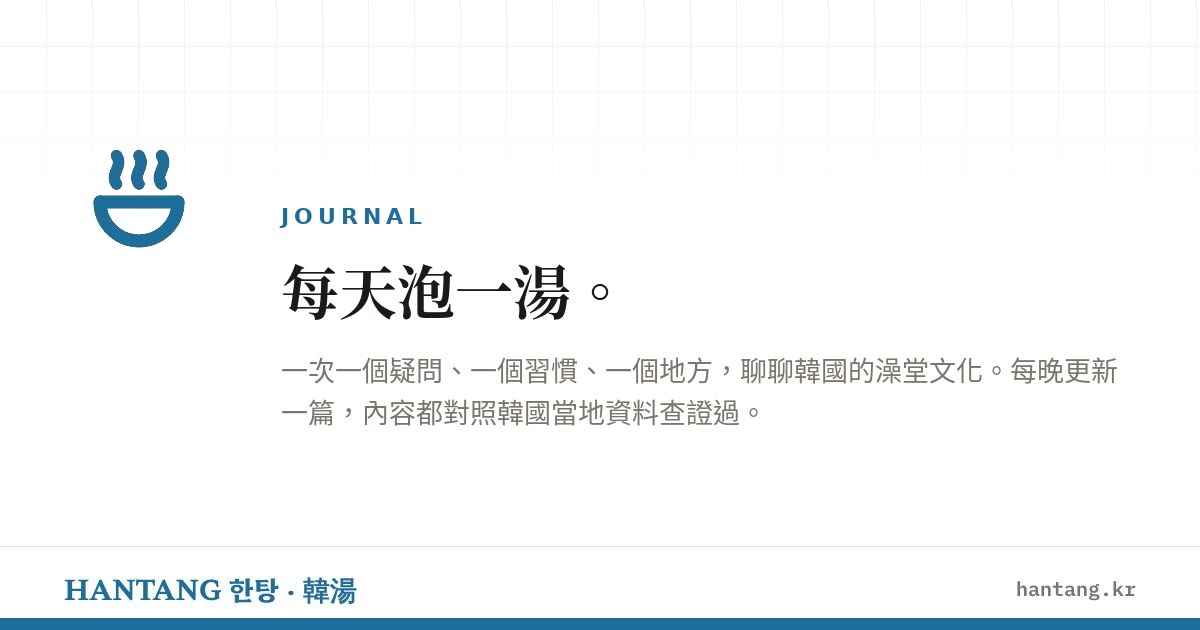 JOURNAL
每天泡一湯。
一次一個疑問、一個習慣、一個地方，聊聊韓國的澡堂文化。每晚更新
一篇，內容都對照韓國當地資料查證過。
HANTANG 한탕 · 韓湯
hantang.kr